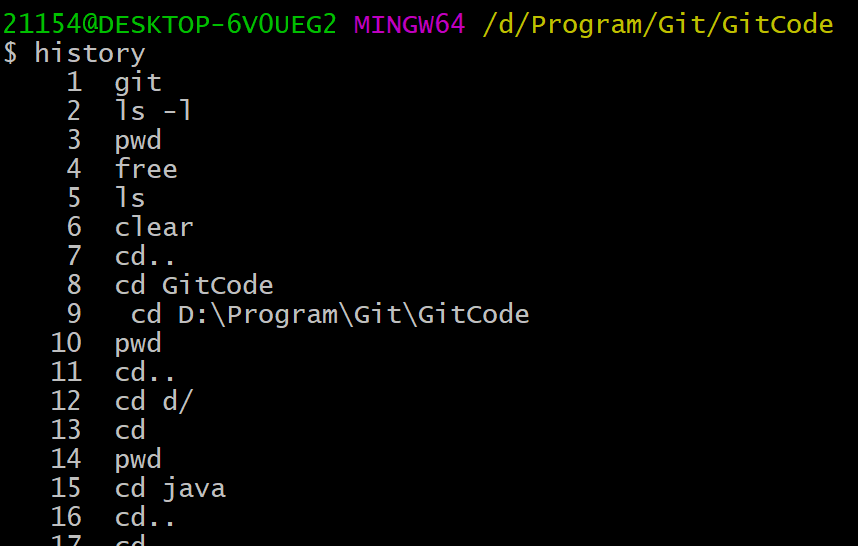 21154@DESKTOP-6VOUEG2 MINGW64 /d/Program/Git/GitCode
$ history
1 git
2 ls -l
3 pwd
4 free
5 ls
6 clear
7 cd..
8 cd GitCode
9 cd D:\Program\Git\GitCode
10 pwd
11 cd..
12 cd d/
13 cd
14 pwd
15 cd java
16 cd..
17 cd